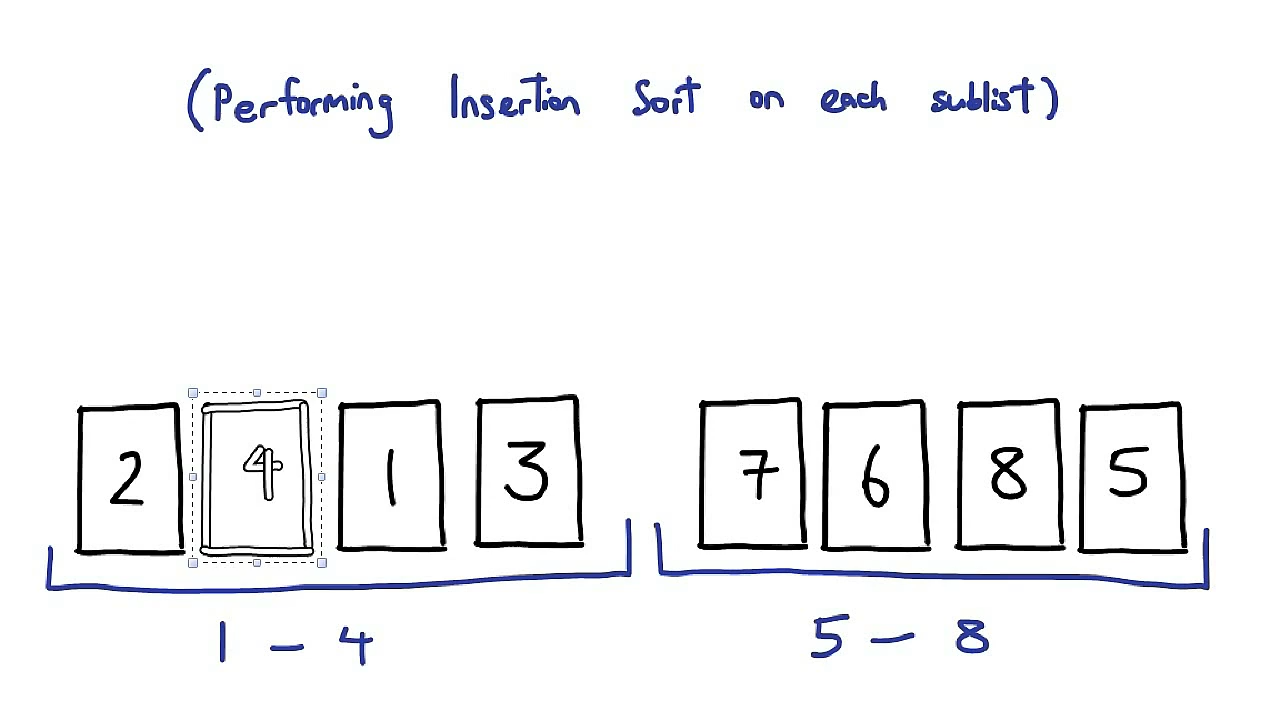 (Performing Insertion Sort on each sublist)
2 4 1 3 7 6 8 5
1 - 4 5 - 8